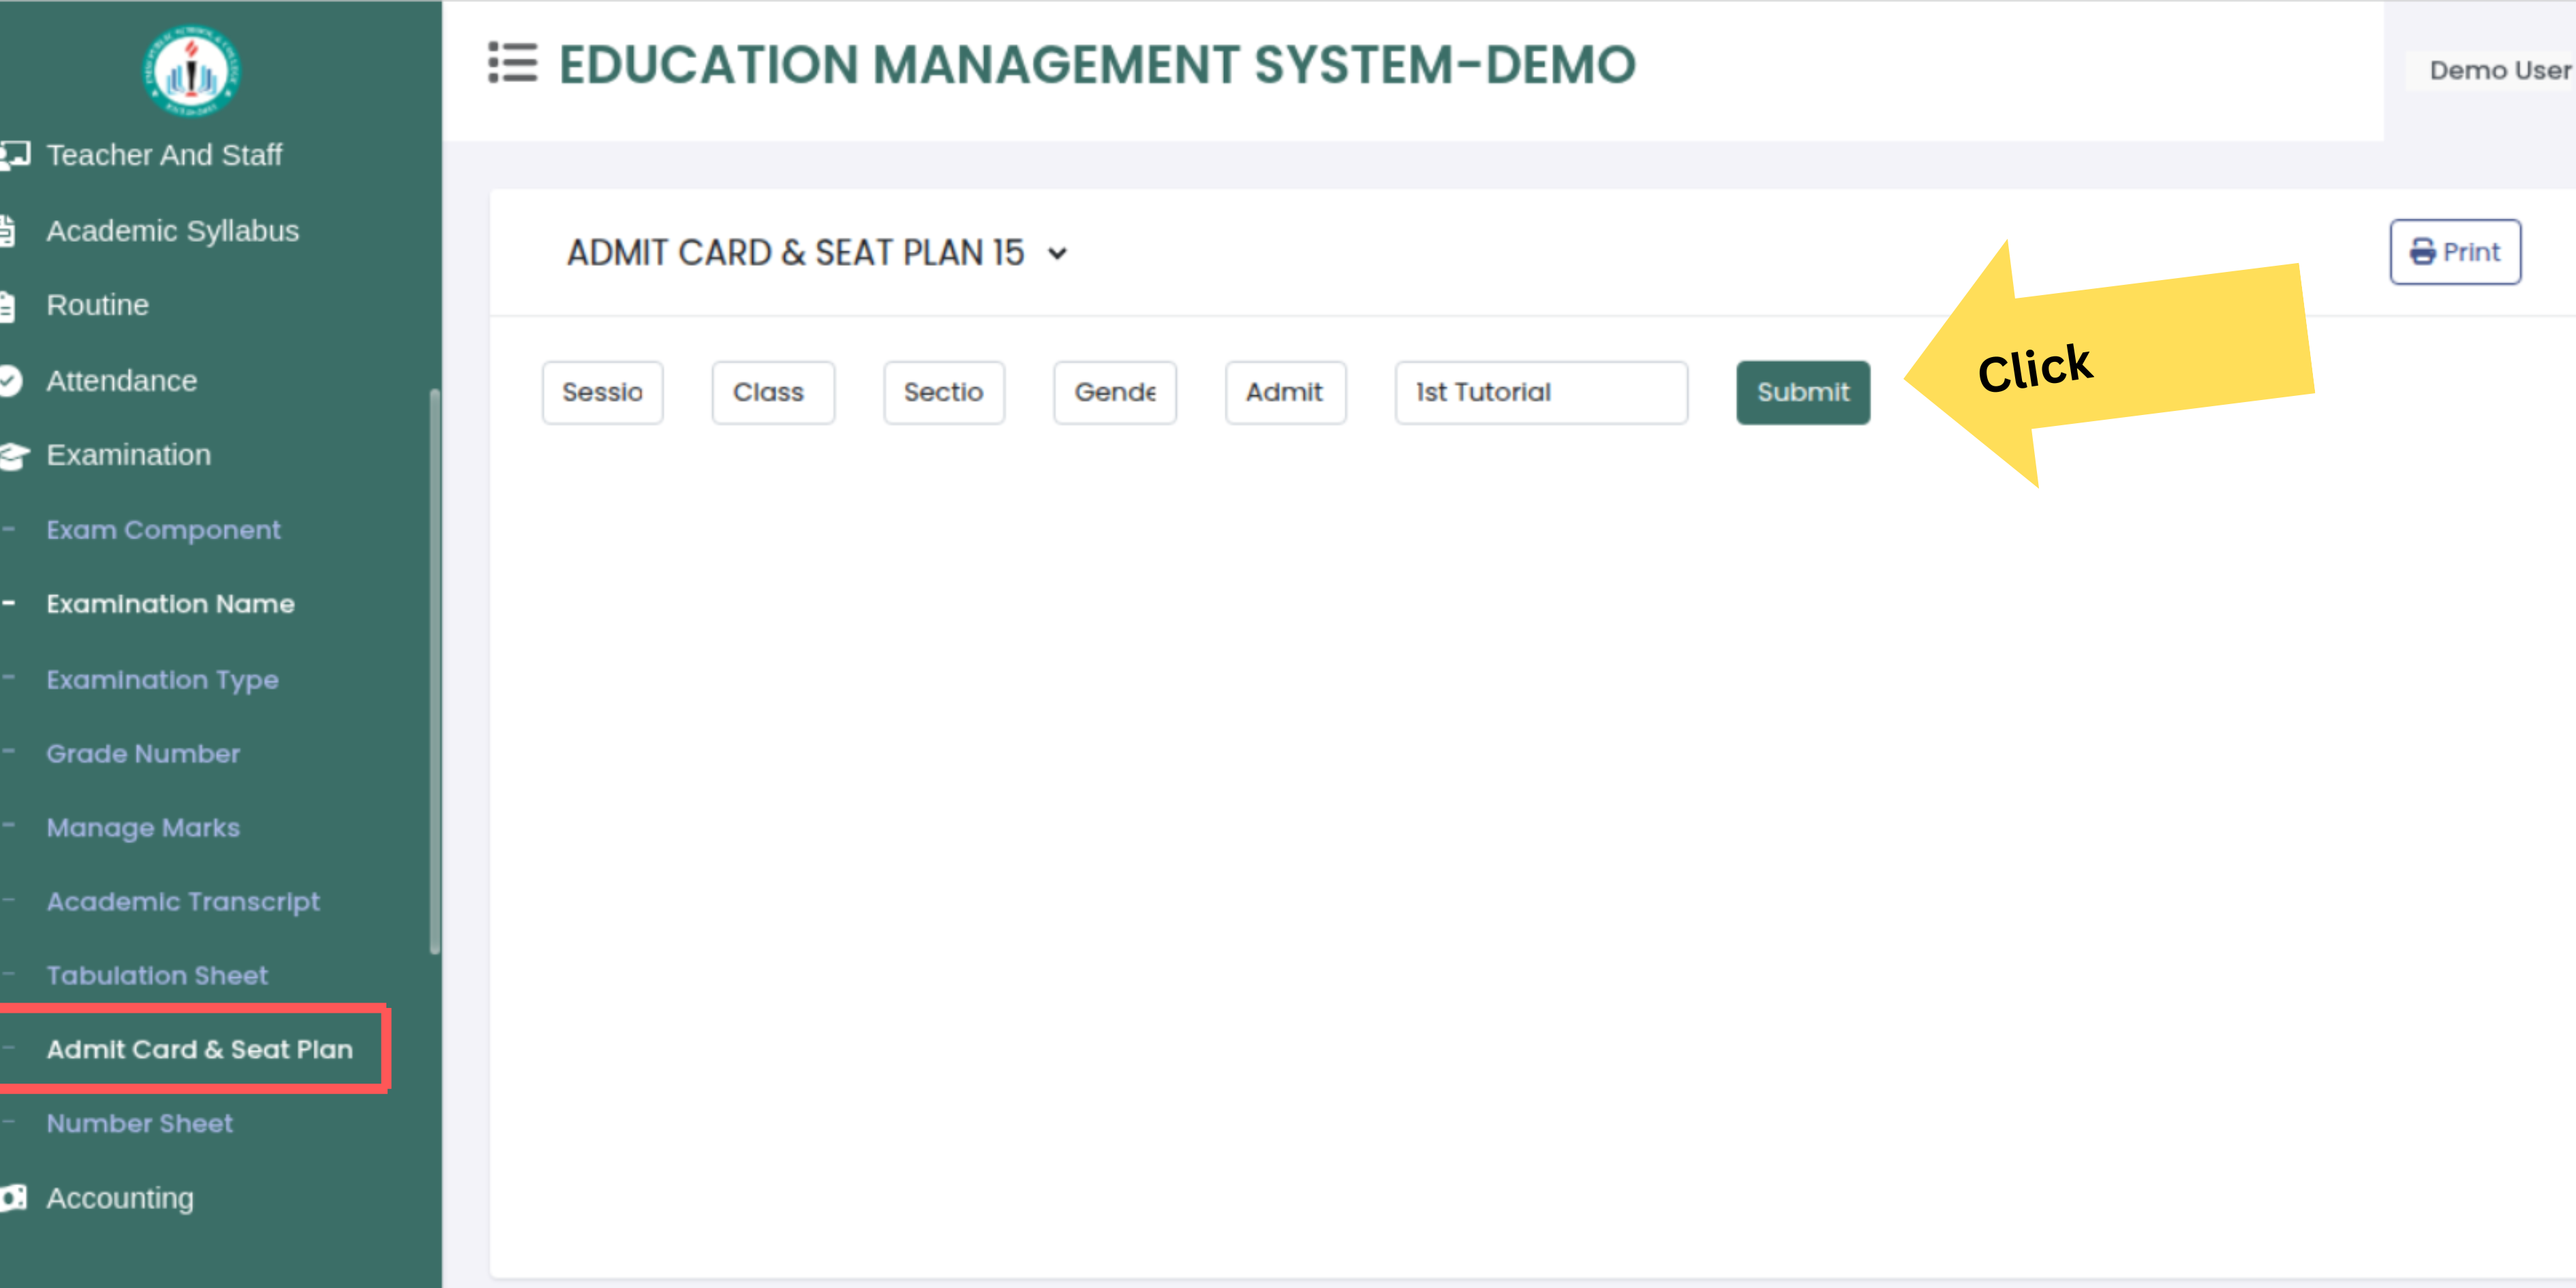 EDUCATION MANAGEMENT SYSTEM-DEMO
Demo User
Teacher And Staff
Academic Syllabus
Routine
Attendance
Examination
Exam Component
Examination Name
Examination Type
Grade Number
Manage Marks
Academic Transcript
Tabulation Sheet
Admit Card & Seat Plan
Number Sheet
Accounting
ADMIT CARD & SEAT PLAN 15
Print
Sessio Class Sectio Gende Admit 1st Tutorial Submit
Click